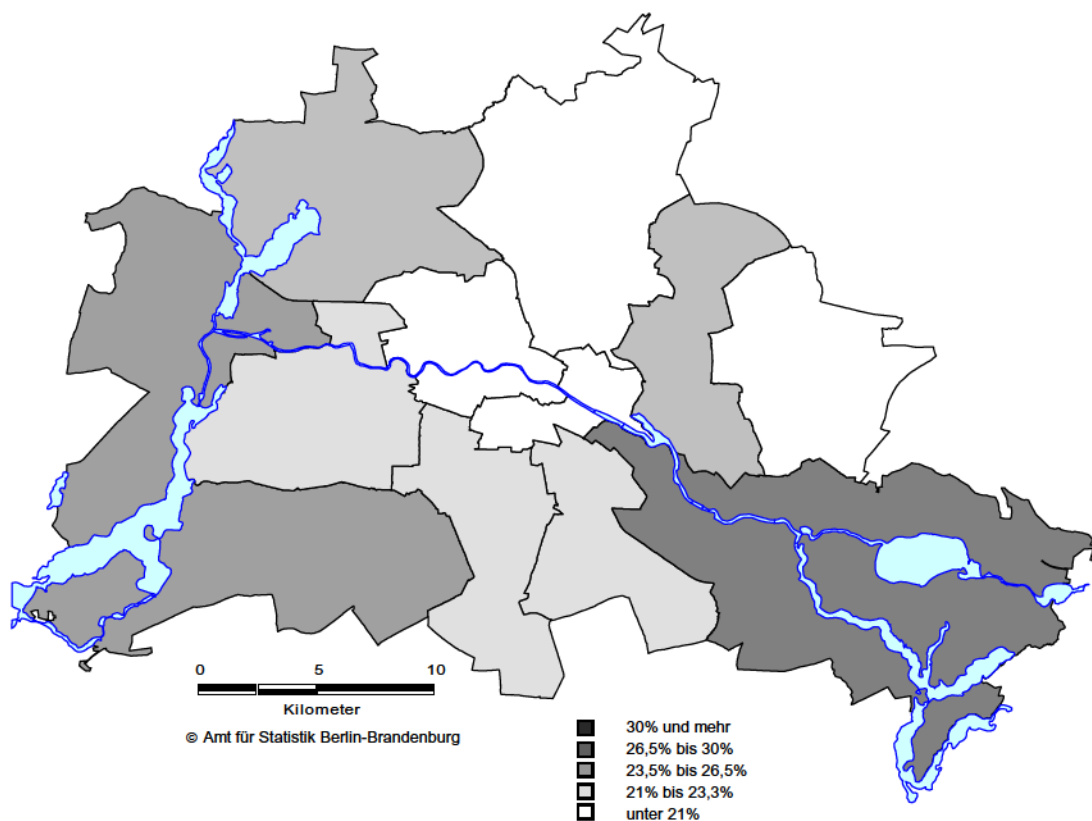 0 5 10
Kilometer
© Amt für Statistik Berlin-Brandenburg
30% und mehr
26,5% bis 30%
23,5% bis 26,5%
21% bis 23,3%
unter 21%